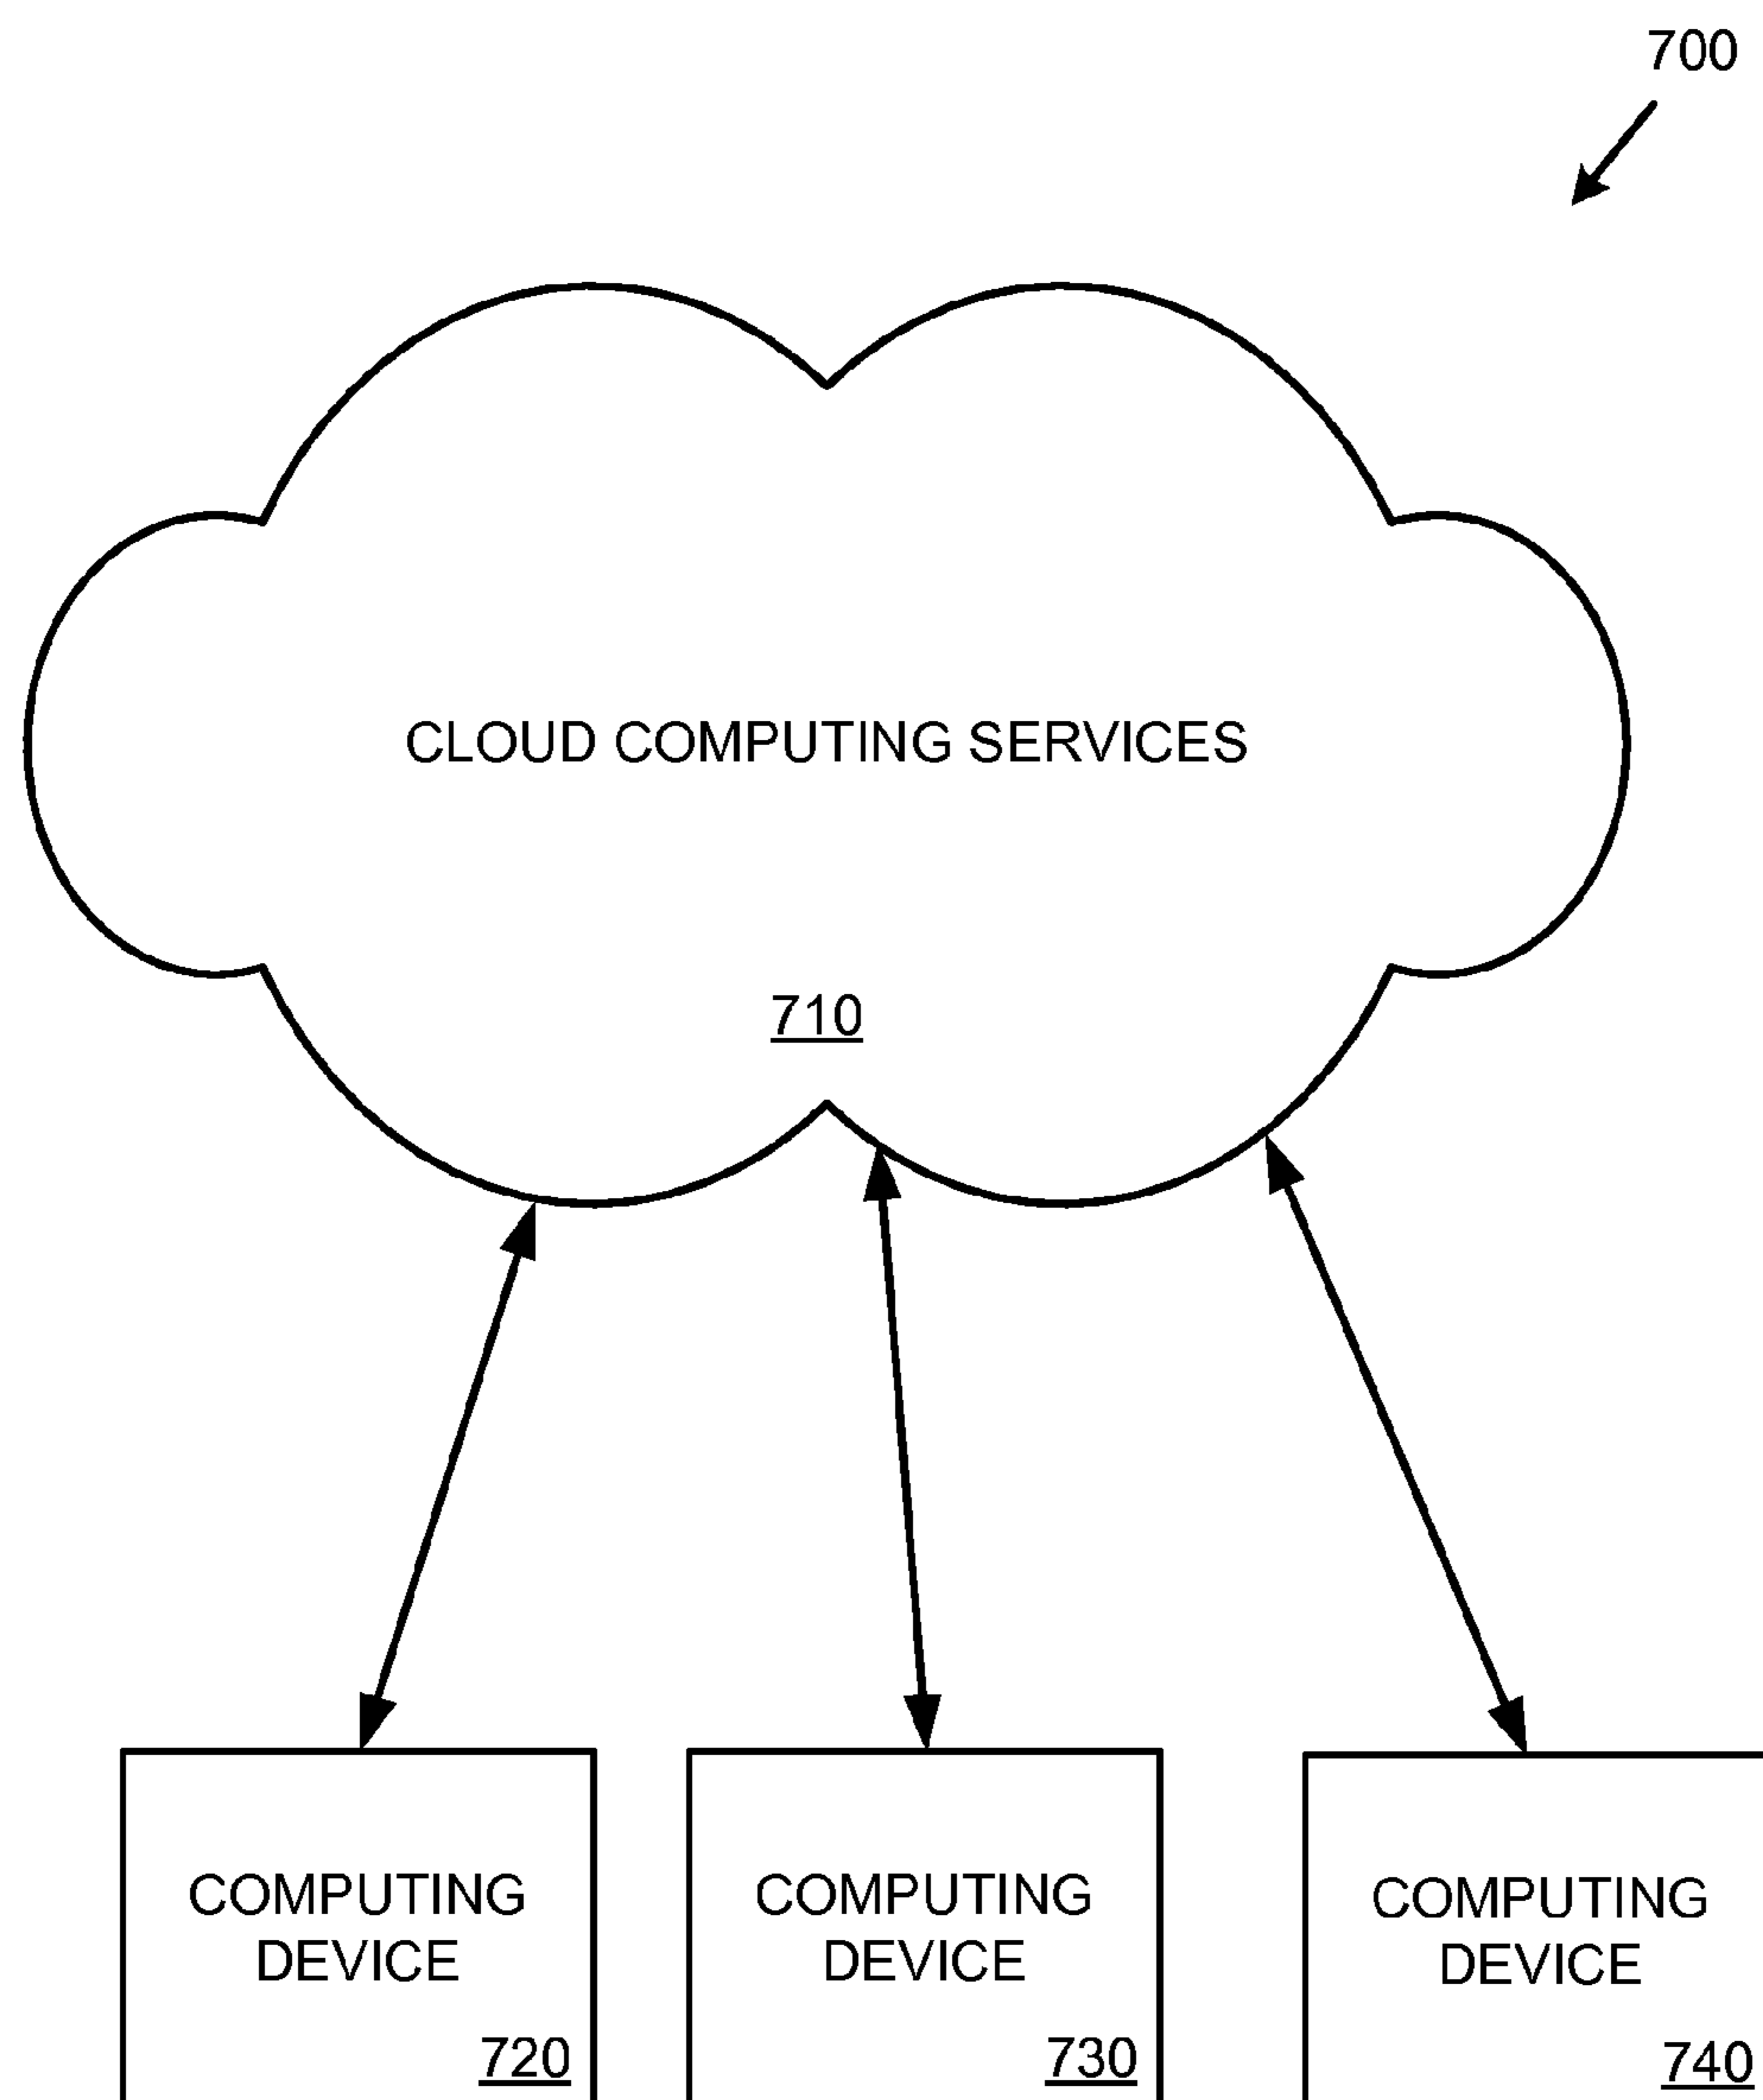 700
CLOUD COMPUTING SERVICES
710
COMPUTING
DEVICE
720
COMPUTING
DEVICE
730
COMPUTING
DEVICE
740